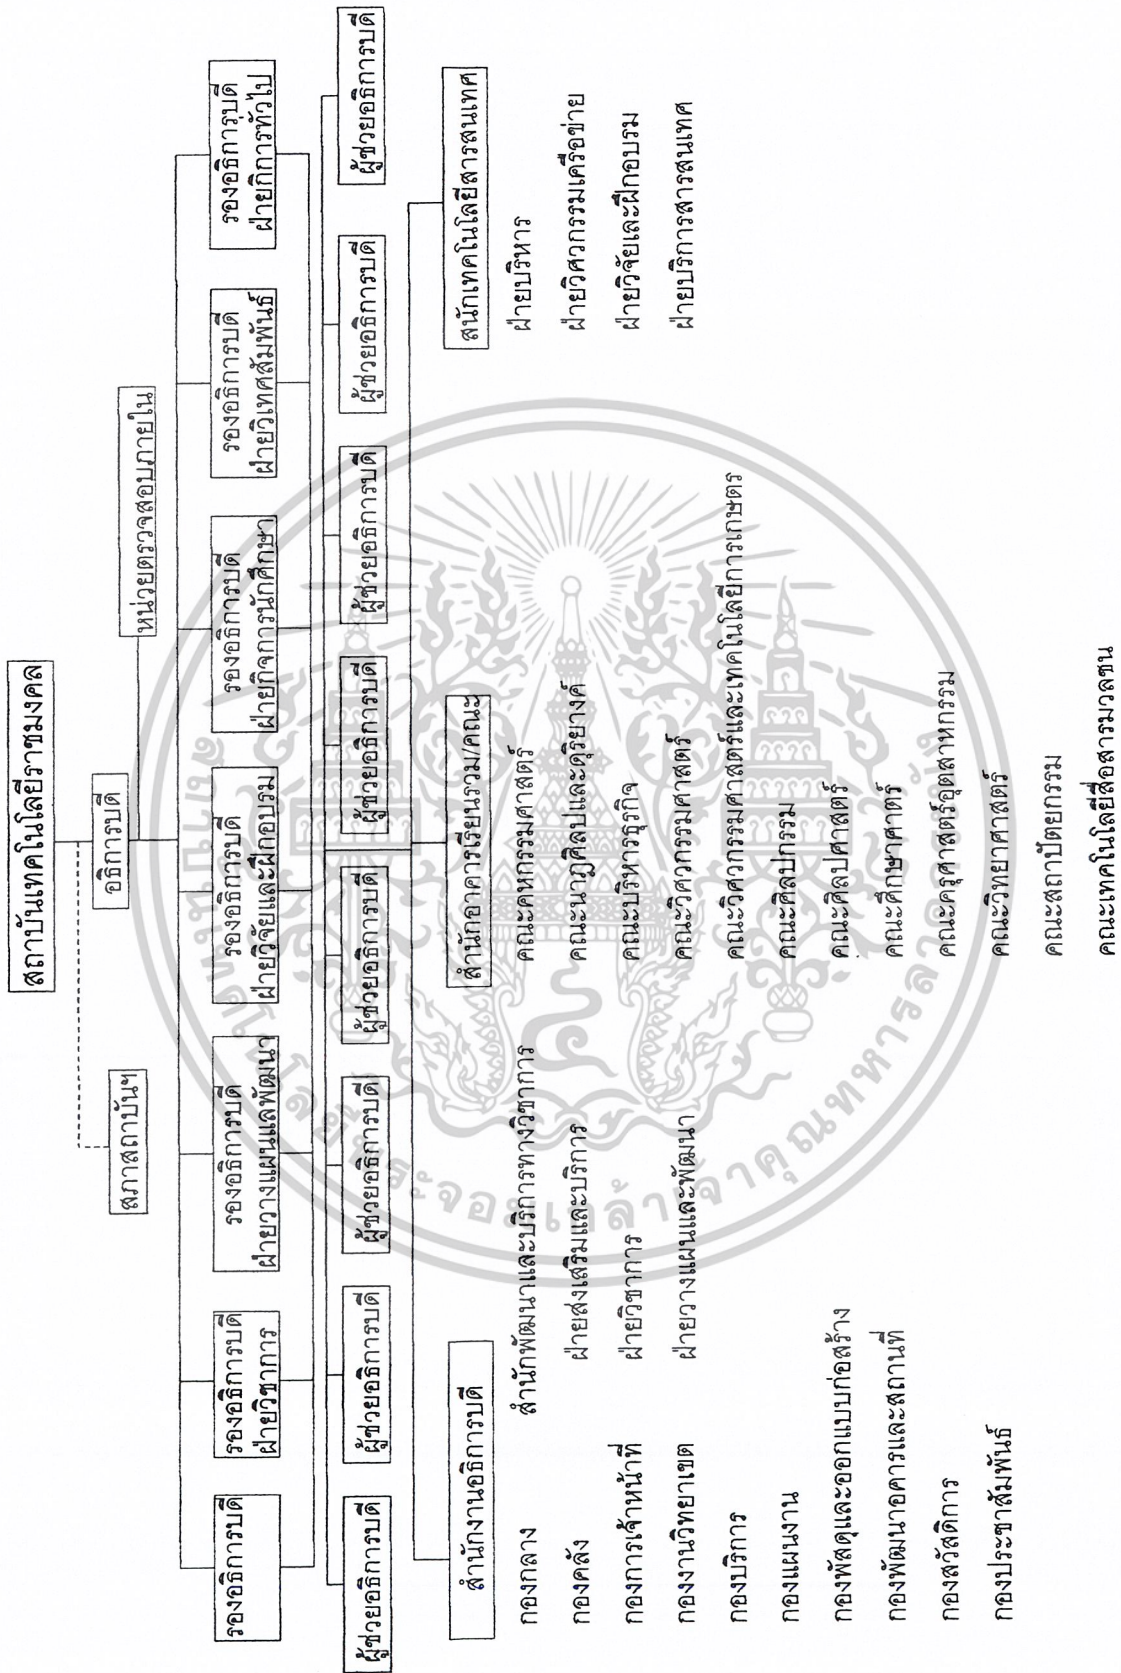 สถาบันเทคโนโลยีราชมงคล
สภาสถาบันฯ
อธิการบดี
หน่วยตรวจสอบภายใน
รองอธิการบดี
รองอธิการบดี
ฝ่ายวิชาการ
รองอธิการบดี
ฝ่ายวางแผนแลพัฒนา
รองอธิการบดี
ฝ่ายวิจัยและฝึกอบรม
รองอธิการบดี
ฝ่ายกิจการนักศึกษา
รองอธิการบดี
ฝ่ายวิเทศสัมพันธ์
รองอธิการบดี
ฝ่ายกิการทั่วไป
ผู้ช่วยอธิการบดี
ผู้ช่วยอธิการบดี
ผู้ช่วยอธิการบดี
ผู้ช่วยอธิการบดี
ผู้ช่วยอธิการบดี
ผู้ช่วยอธิการบดี
ผู้ช่วยอธิการบดี
ผู้ช่วยอธิการบดี
สำนักงานอธิการบดี
กองกลาง
กองคลัง
กองการเจ้าหน้าที่
กองงานวิทยาเขต
กองบริการ
กองแผนงาน
กองพัสดุและออกแบบก่อสร้าง
กองพัฒนาอคารและสถานที่
กองสวัสดิการ
กองประชาสัมพันธ์
สำนักพัฒนาและบริการทางวิชาการ
ฝ่ายส่งเสริมและบริการ
ฝ่ายวิชาการ
ฝ่ายวางแผนและพัฒนา
สำนักอาคารเรียนรวม/คณะ
คณะคหกรรมศาสตร์
คณะนาฏศิลปและดุริยางค์
คณะบริหารธุรกิจ
คณะวิศวกรรมศาสตร์
คณะวิศวกรรมศาสตร์และเทคโนโลยีการเกษตร
คณะศิลปกรรม
คณะศิลปศาสตร์
คณะศึกษาศาตร์
คณะครุศาสตร์อุตสาหกรรม
คณะวิทยาศาสตร์
คณะสถาปัตยกรรม
คณะเทคโนโลยีสื่อสารมวลชน
สนักเทคโนโลยีสารสนเทศ
ฝ่ายบริหาร
ฝ่ายวิศวกรรมเครือข่าย
ฝ่ายวิจัยและฝึกอบรม
ฝ่ายบริการสารสนเทศ